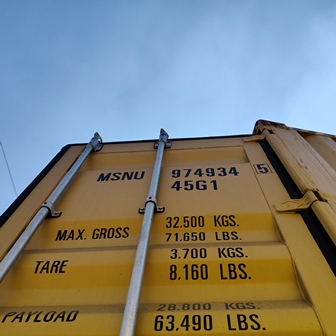 MSNU 974934 5
45G1
MAX. GROSS 32.500 KGS.
71.650 LBS.
TARE 3.700 KGS.
8.160 LBS.
PAYLOAD 28.800 KGS.
63.490 LBS.